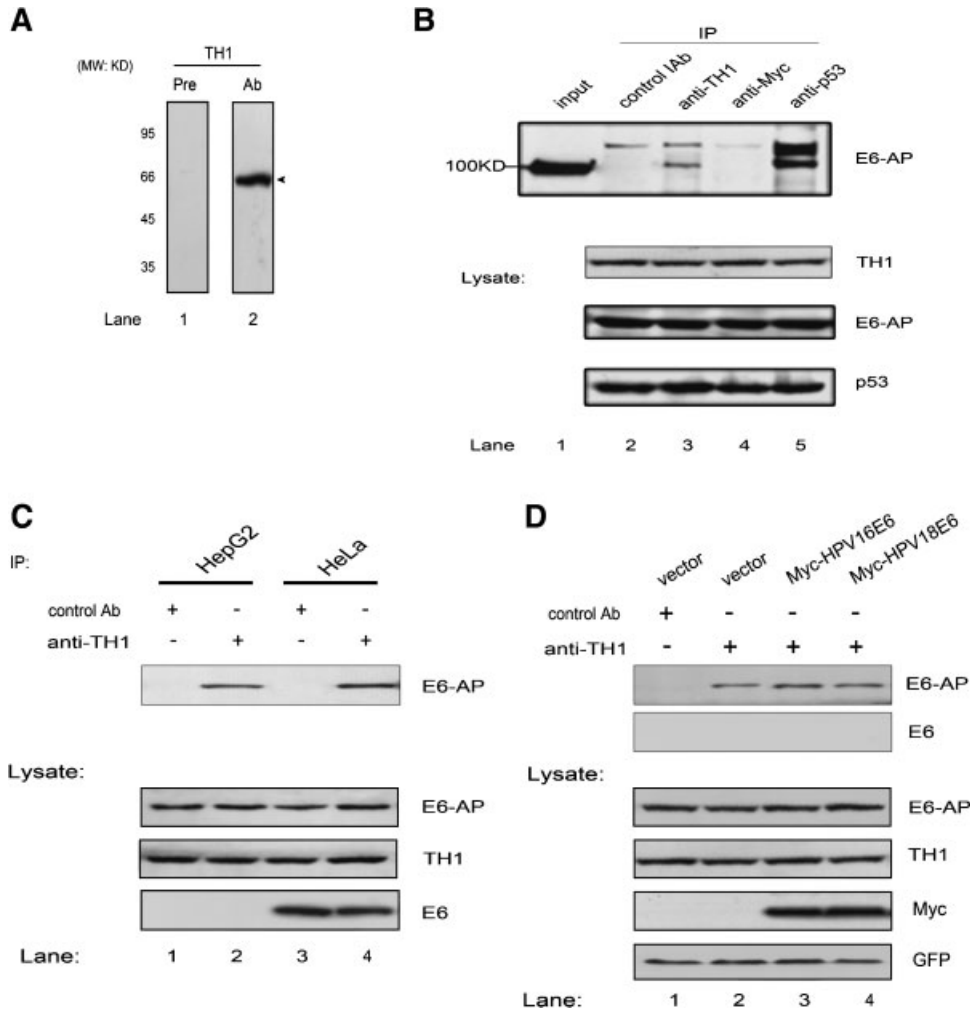 A
TH1
(MW: KD)
Pre Ab
95
66
45
35
Lane 1 2
B
IP
input control IAb anti-TH1 anti-Myc anti-p53
100KD
E6-AP
Lysate:
TH1
E6-AP
p53
Lane 1 2 3 4 5
C
IP:
HepG2 HeLa
control Ab + - + -
anti-TH1 - + - +
E6-AP
Lysate:
E6-AP
TH1
E6
Lane: 1 2 3 4
D
vector vector Myc-HPV16E6 Myc-HPV18E6
control Ab + - - -
anti-TH1 - + + +
E6-AP
E6
Lysate:
E6-AP
TH1
Myc
GFP
Lane: 1 2 3 4